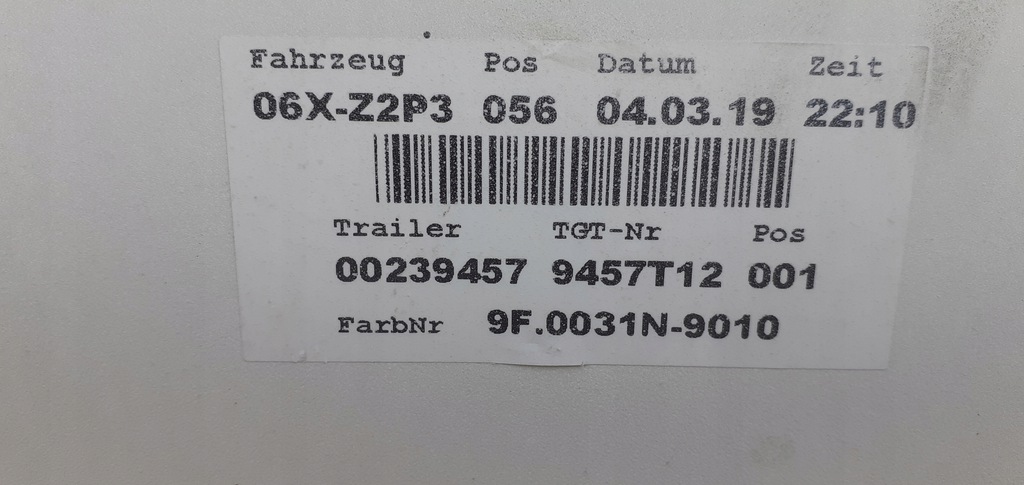 Fahrzeug Pos Datum Zeit
06X-Z2P3 056 04.03.19 22:10
Trailer TGT-Nr Pos
00239457 9457T12 001
FarbNr 9F.0031N-9010